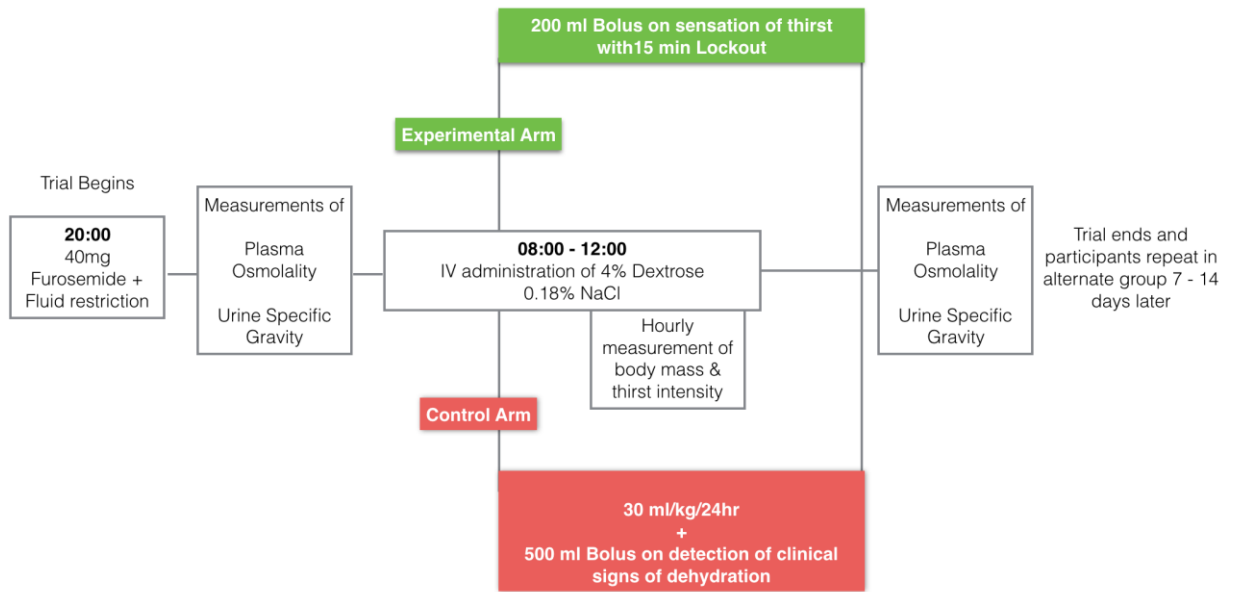 200 ml Bolus on sensation of thirst
with15 min Lockout
Experimental Arm
Trial Begins
20:00
40mg
Furosemide +
Fluid restriction
Measurements of
Plasma
Osmolality
Urine Specific
Gravity
08:00 - 12:00
IV administration of 4% Dextrose
0.18% NaCl
Hourly
measurement of
body mass &
thirst intensity
Control Arm
30 ml/kg/24hr
+
500 ml Bolus on detection of clinical
signs of dehydration
Measurements of
Plasma
Osmolality
Urine Specific
Gravity
Trial ends and
participants repeat in
alternate group 7 - 14
days later